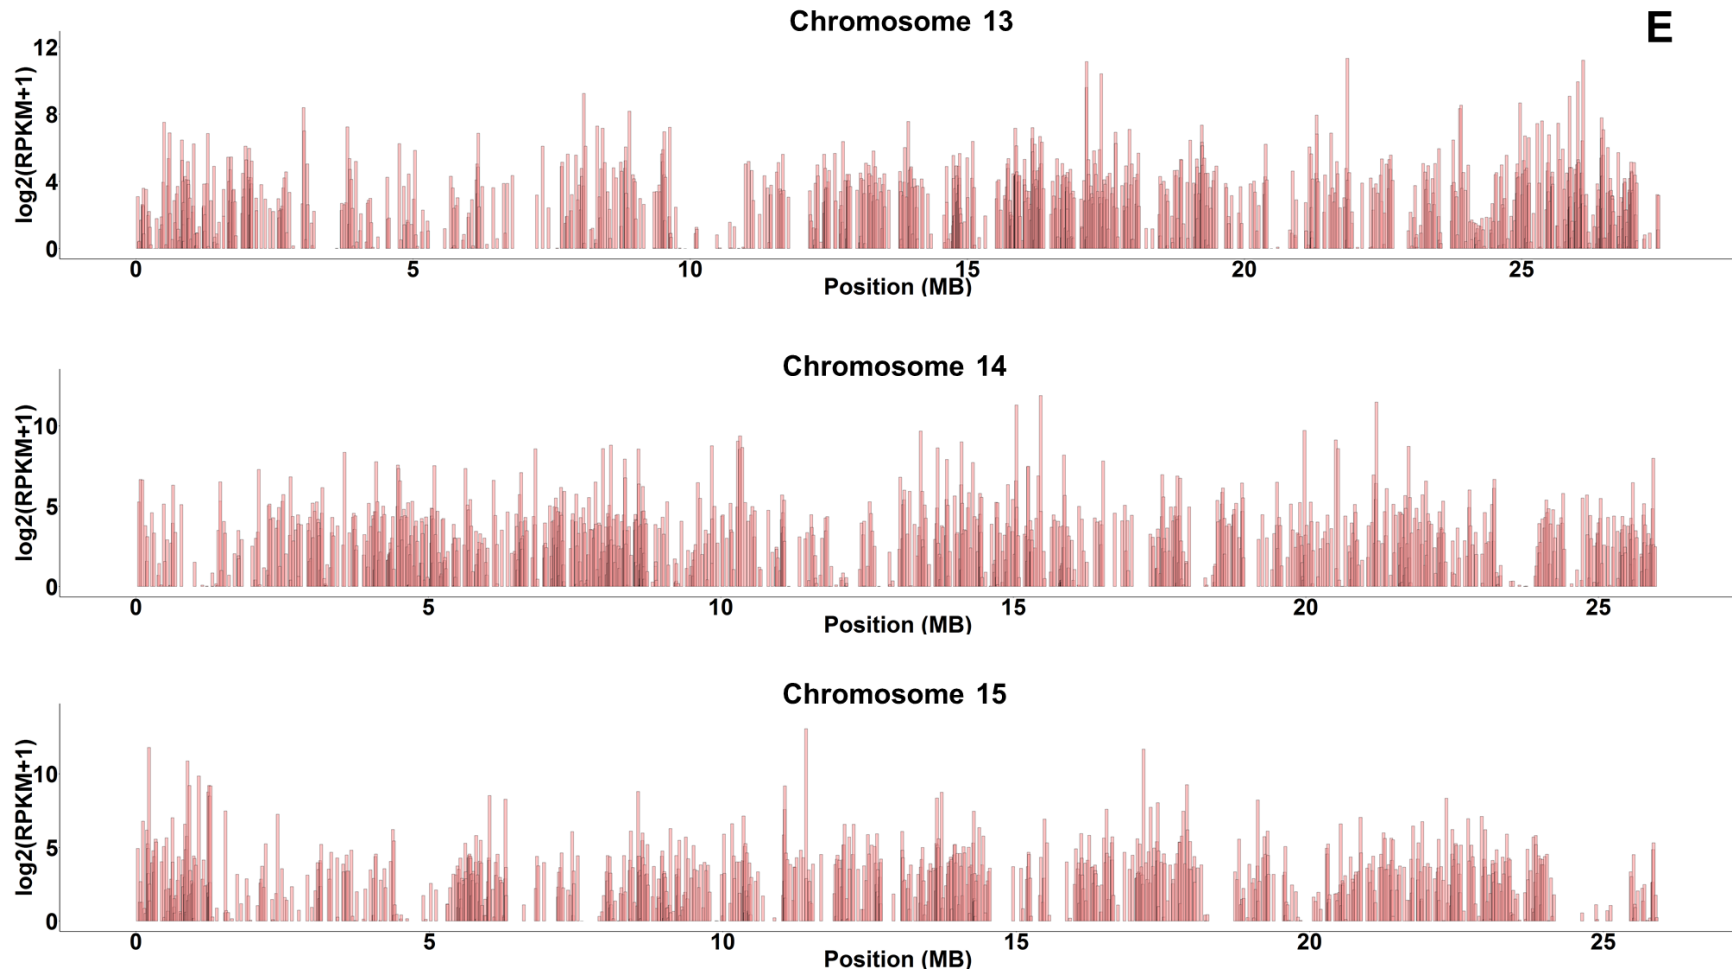 Chromosome 13
E
log2(RPKM+1)
12
8
4
0
0 5 10 15 20 25
Position (MB)
Chromosome 14
log2(RPKM+1)
10
5
0
0 5 10 15 20 25
Position (MB)
Chromosome 15
log2(RPKM+1)
10
5
0
0 5 10 15 20 25
Position (MB)